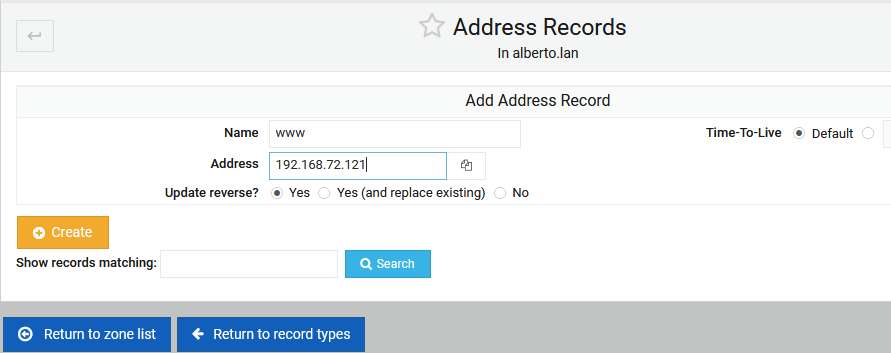 Address Records
In alberto.lan
Add Address Record
Name www Time-To-Live Default
Address 192.168.72.121
Update reverse? Yes Yes (and replace existing) No
Create
Show records matching: Search
Return to zone list Return to record types